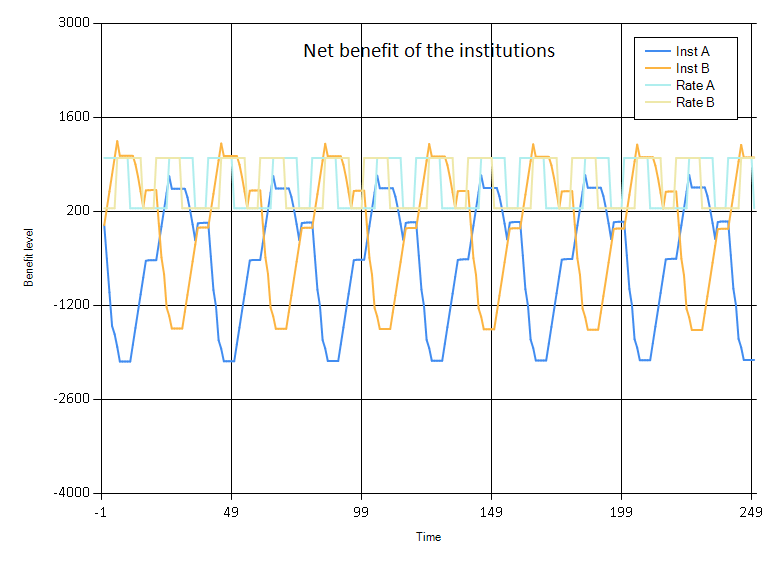 Net benefit of the institutions
Inst A
Inst B
Rate A
Rate B
3000
1600
200
-1200
-2600
-4000
Benefit level
-1 49 99 149 199 249
Time